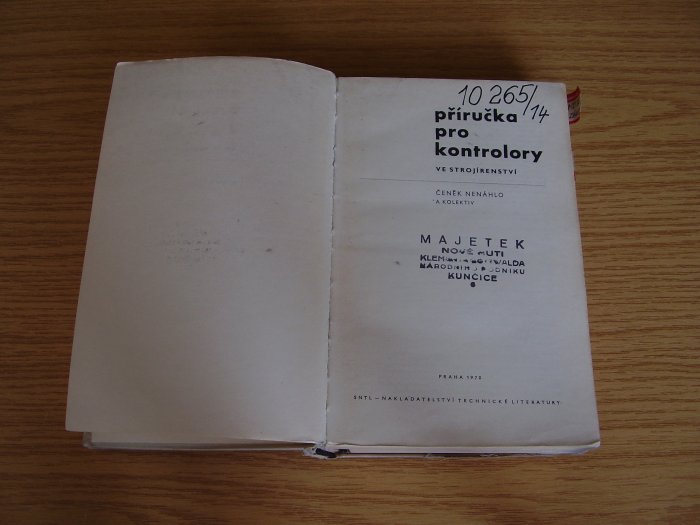 10 265/14
příručka
pro
kontrolory
VE STROJÍRENSTVÍ
ČENĚK NENÁHLO
A KOLEKTIV
MAJETEK
NOVÉ HUTI
KLEMENTA GOTTWALDA
NÁRODNÍHO PODNIKU
KUNČICE
PRAHA 1970
SNTL — NAKLADATELSTVÍ TECHNICKÉ LITERATURY